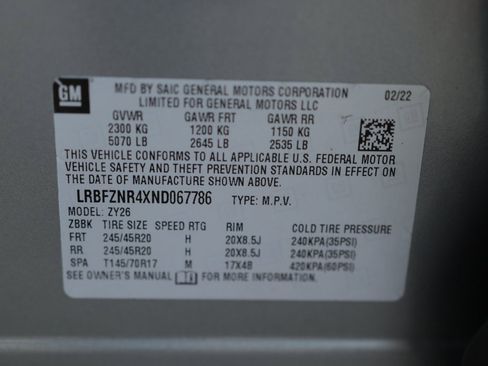 GM
MFD BY SAIC GENERAL MOTORS CORPORATION 02/22
LIMITED FOR GENERAL MOTORS LLC
GVWR GAWR FRT GAWR RR
2300 KG 1200 KG 1150 KG
5070 LB 2645 LB 2535 LB
THIS VEHICLE CONFORMS TO ALL APPLICABLE U.S. FEDERAL MOTOR
VEHICLE SAFETY AND THEFT PREVENTION STANDARDS IN EFFECT ON
THE DATE OF MANUFACTURE SHOWN ABOVE.
LRBFZNR4XND067786 TYPE: M.P.V.
MODEL: ZY26
ZBBK TIRE SIZE SPEED RTG RIM COLD TIRE PRESSURE
FRT 245/45R20 H 20X8.5J 240KPA(35PSI)
RR 245/45R20 H 20X8.5J 240KPA(35PSI)
SPA T145/70R17 M 17X4B 420KPA(60PSI)
SEE OWNER'S MANUAL FOR MORE INFORMATION